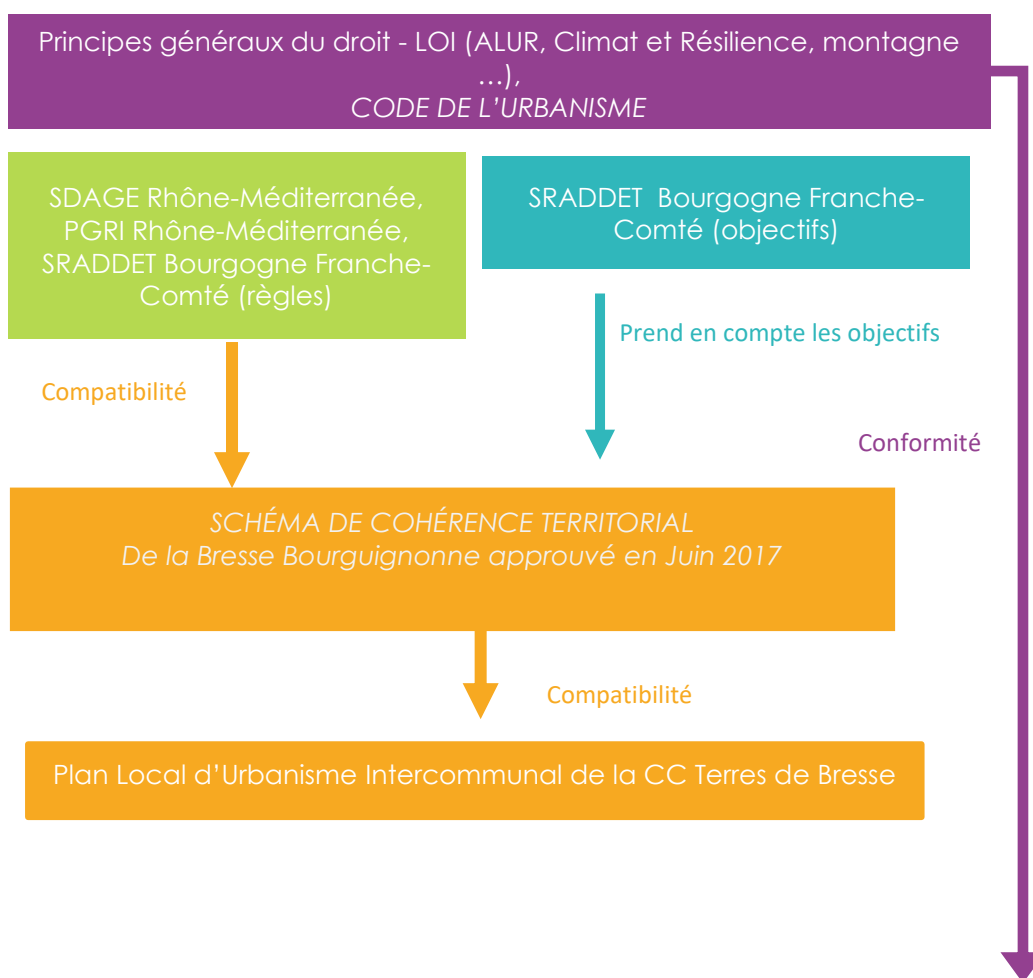 Principes généraux du droit - LOI (ALUR, Climat et Résilience, montagne
…),
CODE DE L’URBANISME
SDAGE Rhône-Méditerranée,
PGRI Rhône-Méditerranée,
SRADDET Bourgogne Franche-
Comté (règles)
SRADDET Bourgogne Franche-
Comté (objectifs)
Prend en compte les objectifs
Compatibilité
Conformité
SCHÉMA DE COHÉRENCE TERRITORIAL
De la Bresse Bourguignonne approuvé en Juin 2017
Compatibilité
Plan Local d’Urbanisme Intercommunal de la CC Terres de Bresse